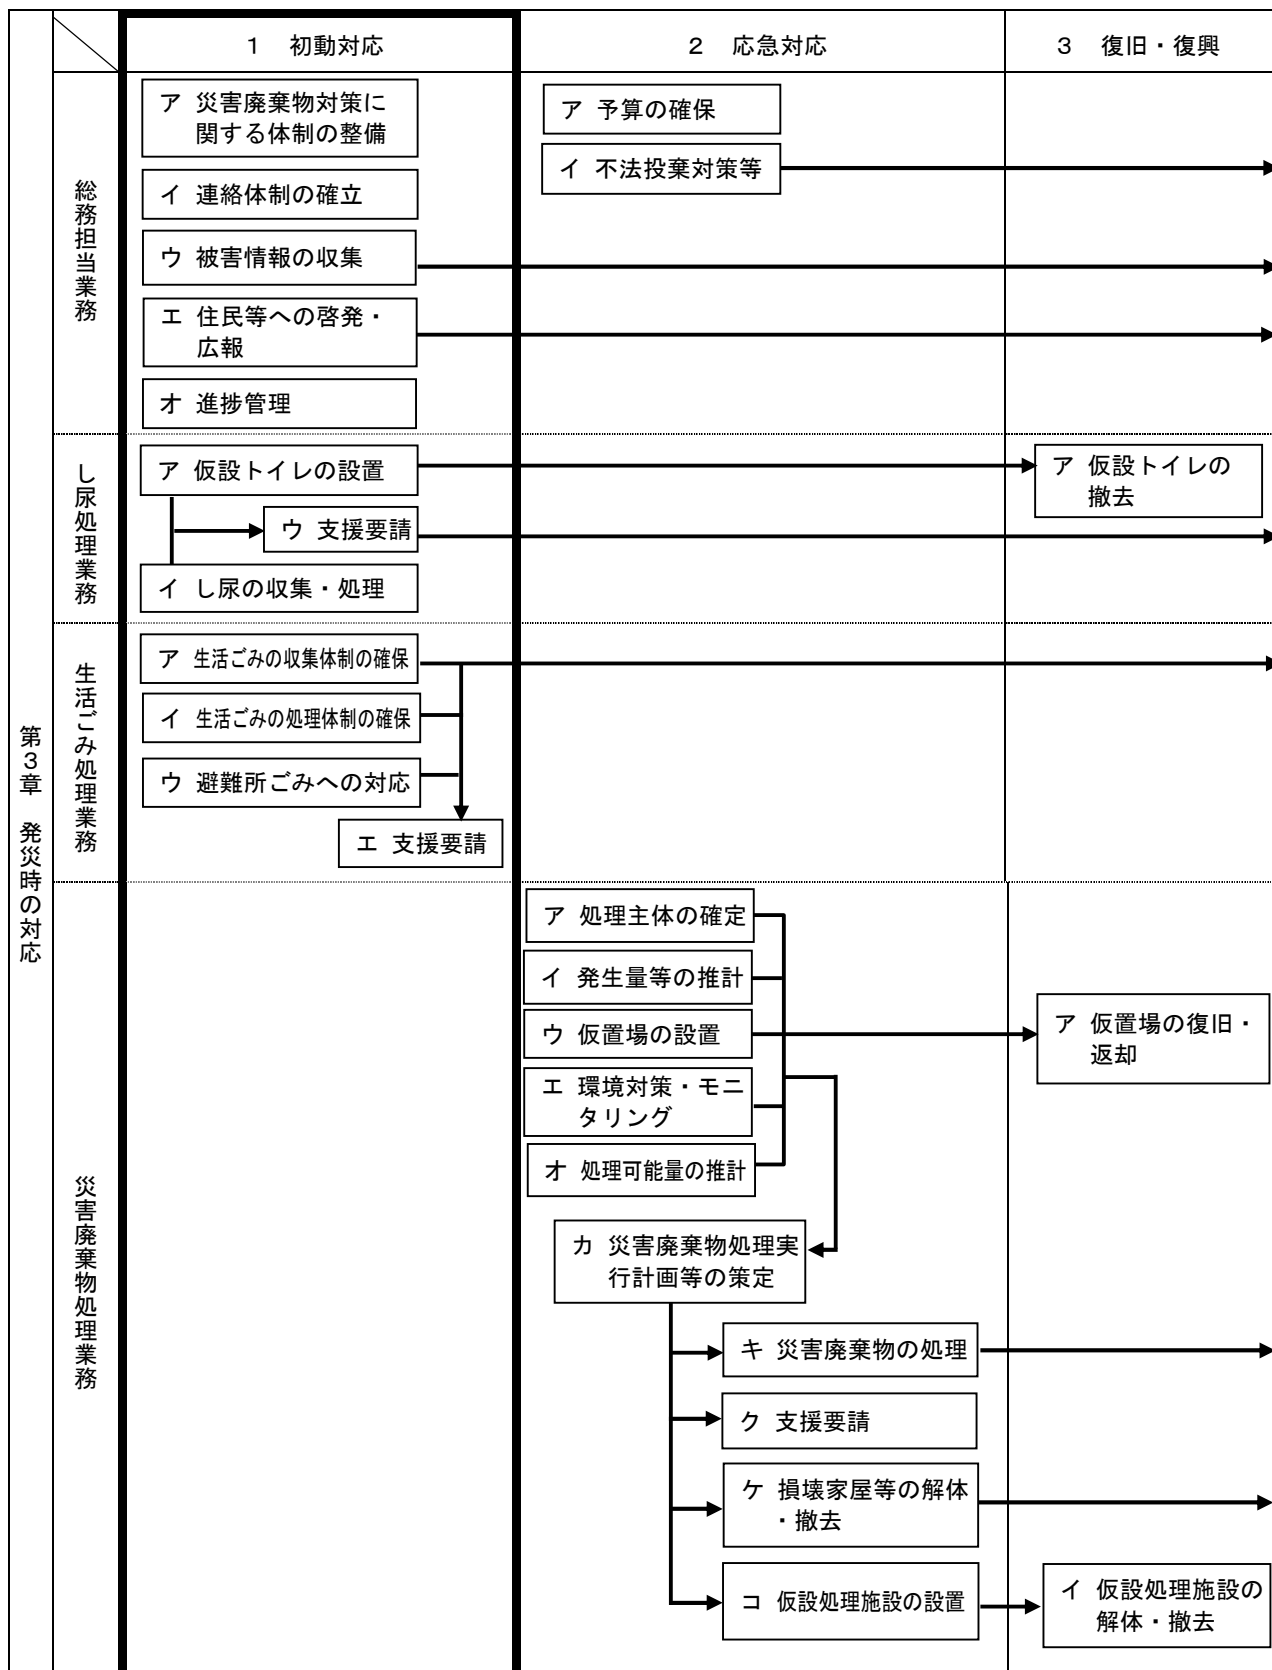 1 初動対応
2 応急対応
3 復旧・復興
第3章 発災時の対応
総務担当業務
ア 災害廃棄物対策に
関する体制の整備
イ 連絡体制の確立
ウ 被害情報の収集
エ 住民等への啓発・
広報
オ 進捗管理
ア 予算の確保
イ 不法投棄対策等
し尿処理業務
ア 仮設トイレの設置
ウ 支援要請
イ し尿の収集・処理
ア 仮設トイレの
撤去
生活ごみ処理業務
ア 生活ごみの収集体制の確保
イ 生活ごみの処理体制の確保
ウ 避難所ごみへの対応
エ 支援要請
災害廃棄物処理業務
ア 処理主体の確定
イ 発生量等の推計
ウ 仮置場の設置
エ 環境対策・モニ
タリング
オ 処理可能量の推計
カ 災害廃棄物処理実
行計画等の策定
キ 災害廃棄物の処理
ク 支援要請
ケ 損壊家屋等の解体
・撤去
コ 仮設処理施設の設置
ア 仮置場の復旧・
返却
イ 仮設処理施設の
解体・撤去